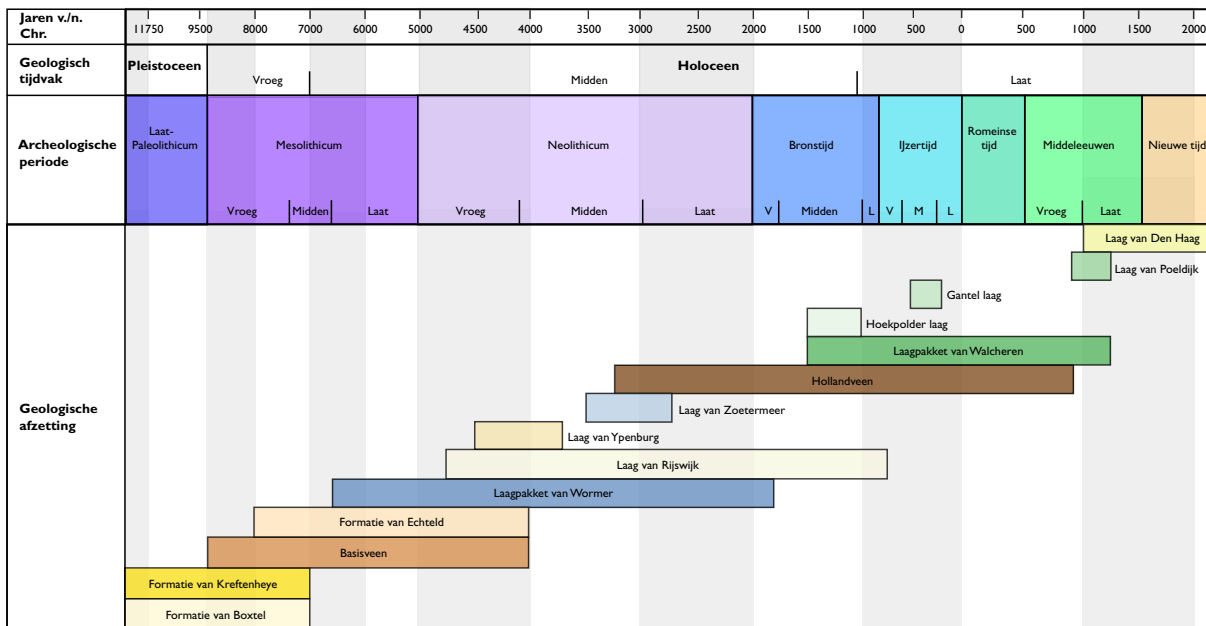 Jaren v./n.
Chr.
11750 9500 8000 7000 6000 5000 4000 3000 2000 1500 1000 500 0 500 1000 1500 2000
Geologisch
tijdvak
Pleistoceen
Holoceen
Vroeg
Midden
Laat
Archeologische
periode
Laat-
Paleolithicum
Mesolithicum
Neolithicum
Bronstijd
IJzertijd
Romeinse
tijd
Middeleeuwen
Nieuwe tijd
Vroeg Midden Laat Vroeg Midden Laat V Midden L V M L Vroeg Laat
Geologische
afzetting
Laag van Den Haag
Laag van Poeldijk
Gantel laag
Hoekpolder laag
Laagpakket van Walcheren
Hollandveen
Laag van Zoetermeer
Laag van Ypenburg
Laag van Rijswijk
Laagpakket van Wormer
Formatie van Echteld
Basisveen
Formatie van Kreftenheye
Formatie van Boxtel